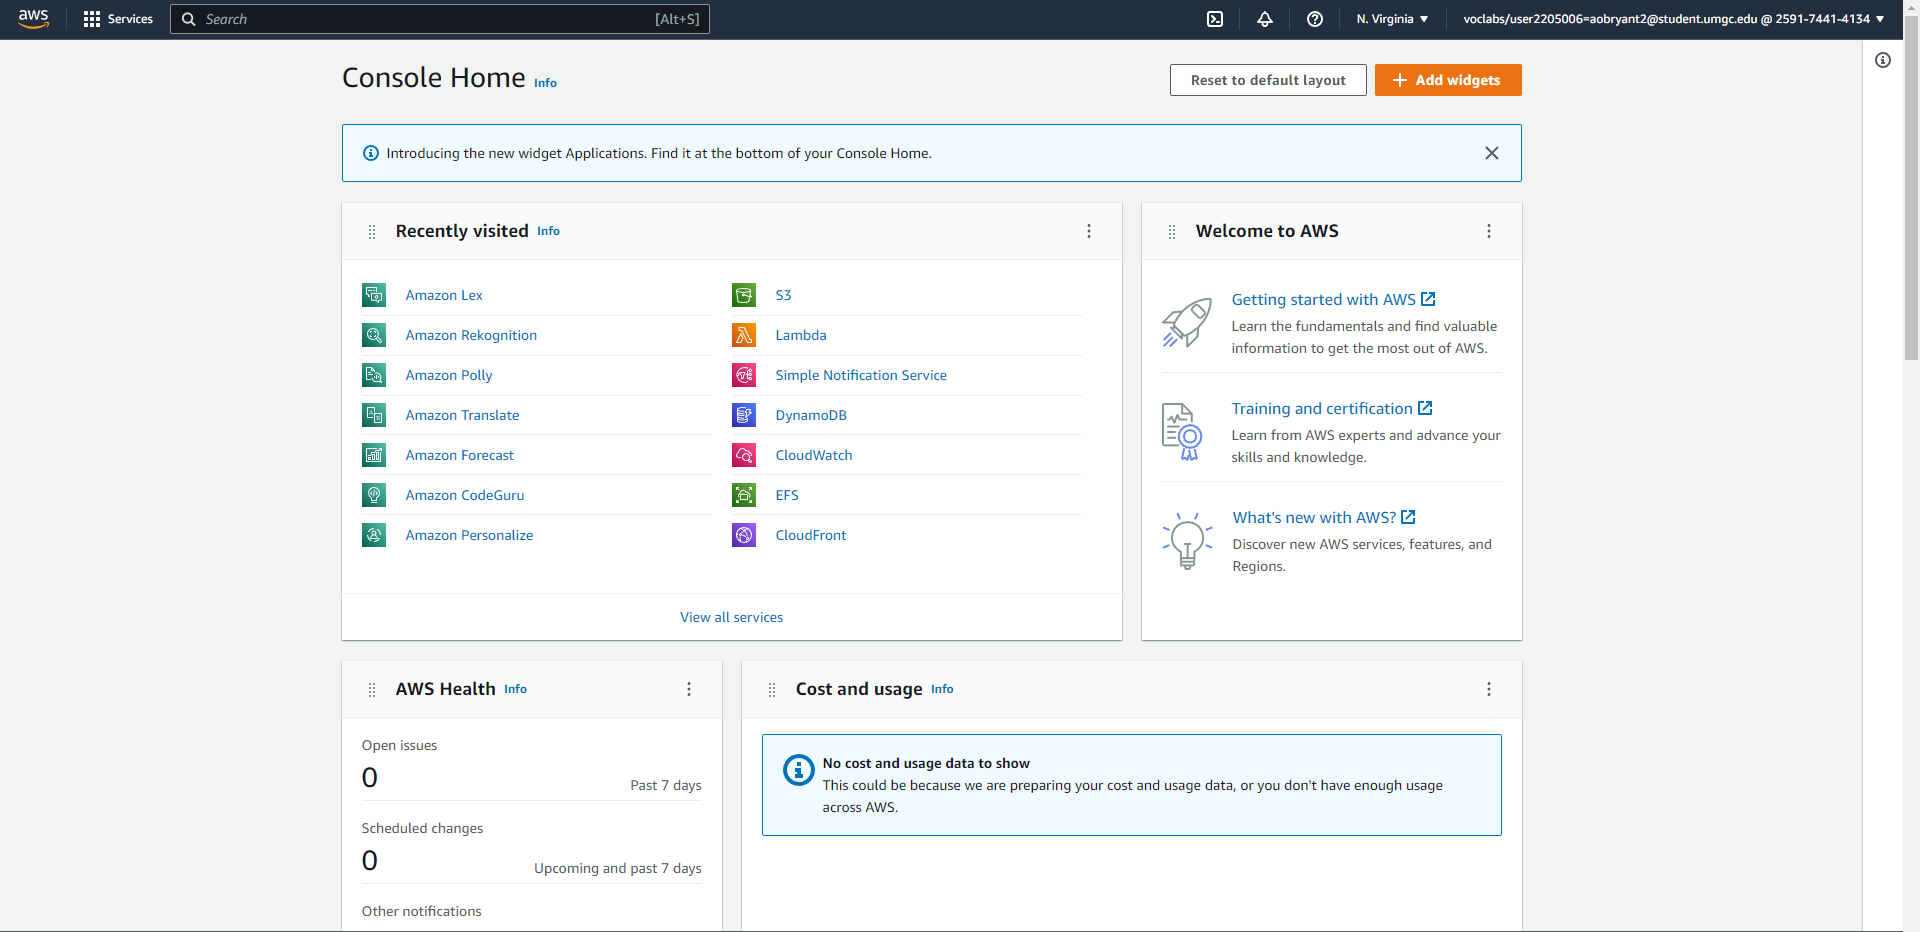 aws Services Search [Alt+S] N. Virginia voclabs/user2205006=aobryant2@student.umgc.edu @ 2591-7441-4134
Console Home Info
Reset to default layout
Add widgets
Introducing the new widget Applications. Find it at the bottom of your Console Home.
Recently visited Info
Amazon Lex
Amazon Rekognition
Amazon Polly
Amazon Translate
Amazon Forecast
Amazon CodeGuru
Amazon Personalize
S3
Lambda
Simple Notification Service
DynamoDB
CloudWatch
EFS
CloudFront
View all services
Welcome to AWS
Getting started with AWS
Learn the fundamentals and find valuable
information to get the most out of AWS.
Training and certification
Learn from AWS experts and advance your
skills and knowledge.
What's new with AWS?
Discover new AWS services, features, and
Regions.
AWS Health Info
Open issues
0 Past 7 days
Scheduled changes
0 Upcoming and past 7 days
Other notifications
Cost and usage Info
No cost and usage data to show
This could be because we are preparing your cost and usage data, or you don't have enough usage
across AWS.